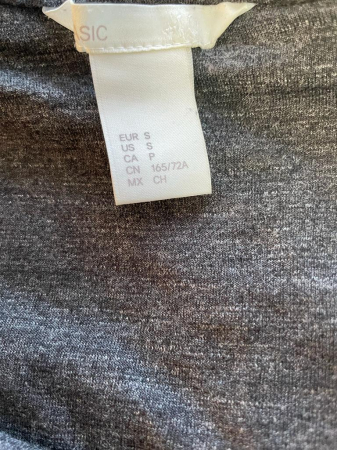 SIC
EUR S
US S
CA P
CN 165/72A
MX CH